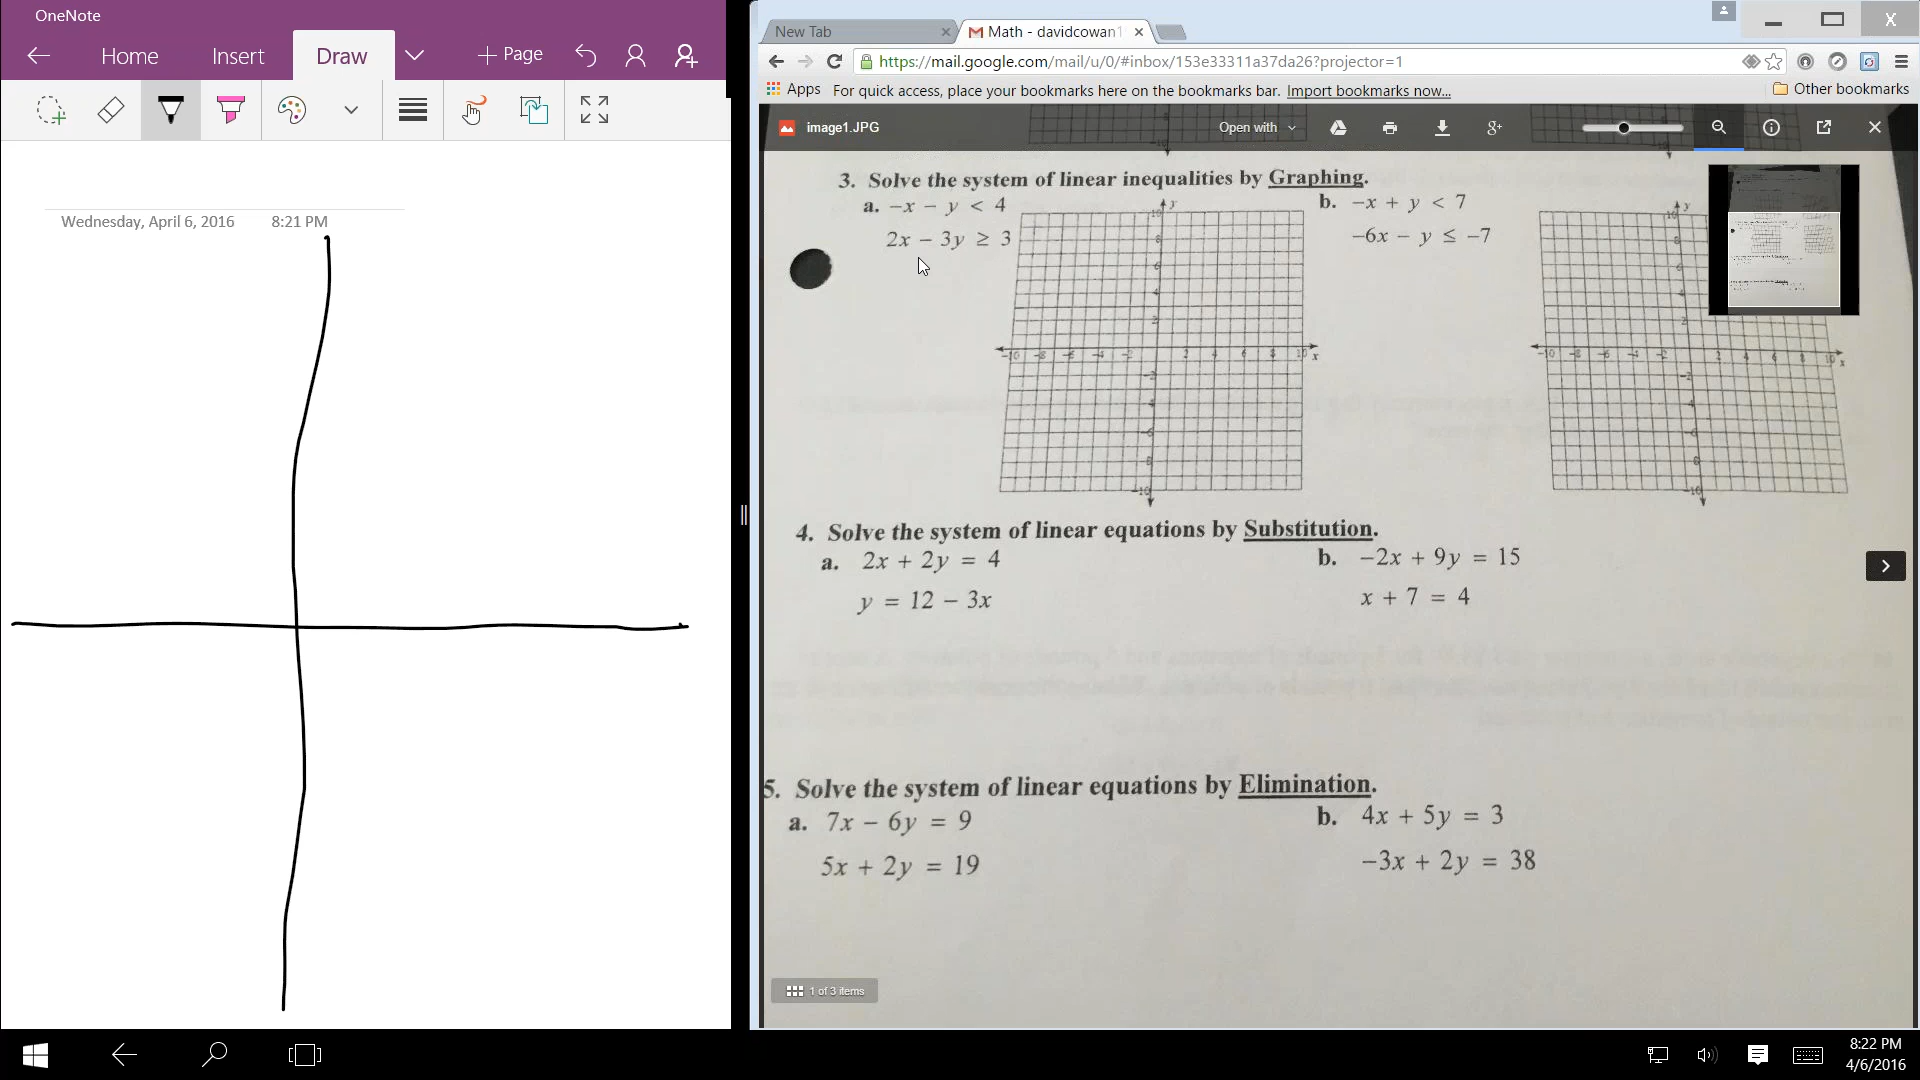 OneNote
Home Insert Draw Page
Wednesday, April 6, 2016 8:21 PM
New Tab Math - davidcowan1
https://mail.google.com/mail/u/0/#inbox/153e33311a37da26?projector=1
Apps For quick access, place your bookmarks here on the bookmarks bar. Import bookmarks now... Other bookmarks
image1.JPG Open with
3. Solve the system of linear inequalities by Graphing.
a. −x − y < 4
2x − 3y ≥ 3
b. −x + y < 7
−6x − y ≤ −7
4. Solve the system of linear equations by Substitution.
a. 2x + 2y = 4
y = 12 − 3x
b. −2x + 9y = 15
x + 7 = 4
5. Solve the system of linear equations by Elimination.
a. 7x − 6y = 9
5x + 2y = 19
b. 4x + 5y = 3
−3x + 2y = 38
1 of 3 items
8:22 PM
4/6/2016